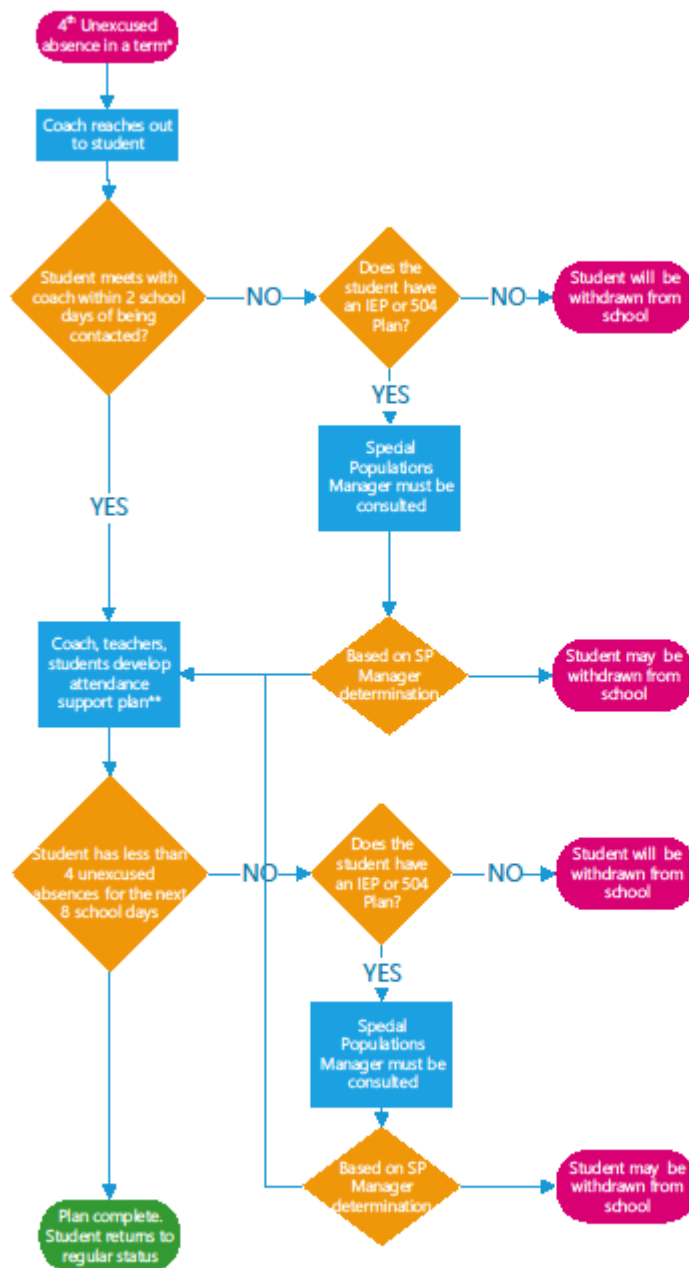 4th Unexcused
absence in a term*
Coach reaches out
to student
Student meets with
coach within 2 school
days of being
contacted?
NO
Does the
student have
an IEP or 504
Plan?
NO
Student will be
withdrawn from
school
YES
Special
Populations
Manager must be
consulted
YES
Coach, teachers,
students develop
attendance
support plan**
Based on SP
Manager
determination
Student may be
withdrawn from
school
Student has less than
4 unexcused
absences for the next
8 school days
NO
Does the
student have
an IEP or 504
Plan?
NO
Student will be
withdrawn from
school
YES
Special
Populations
Manager must be
consulted
Based on SP
Manager
determination
Student may be
withdrawn from
school
Plan complete.
Student returns to
regular status